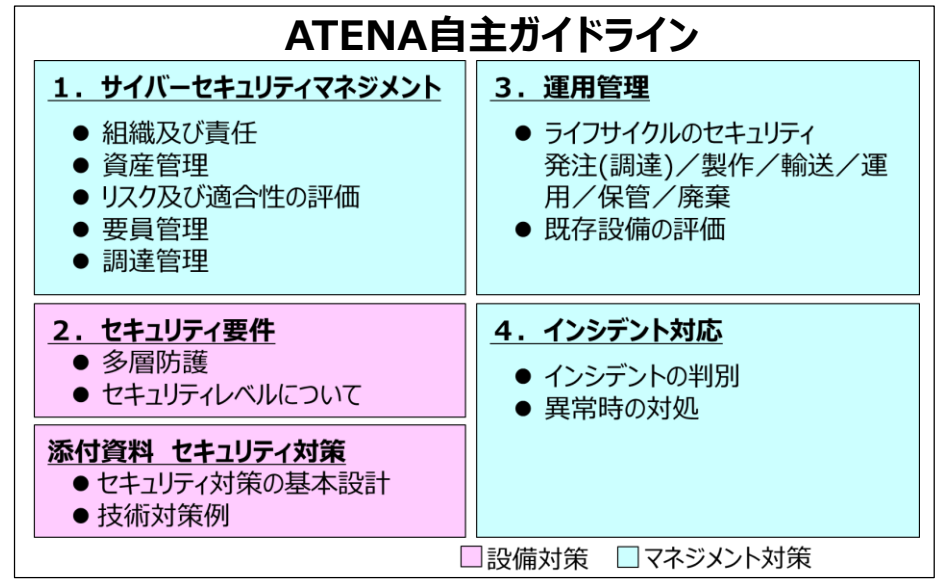 ATENA自主ガイドライン
1．サイバーセキュリティマネジメント
● 組織及び責任
● 資産管理
● リスク及び適合性の評価
● 要員管理
● 調達管理
2．セキュリティ要件
● 多層防護
● セキュリティレベルについて
添付資料 セキュリティ対策
● セキュリティ対策の基本設計
● 技術対策例
3．運用管理
● ライフサイクルのセキュリティ
発注(調達)／製作／輸送／運
用／保管／廃棄
● 既存設備の評価
4．インシデント対応
● インシデントの判別
● 異常時の対処
設備対策 マネジメント対策